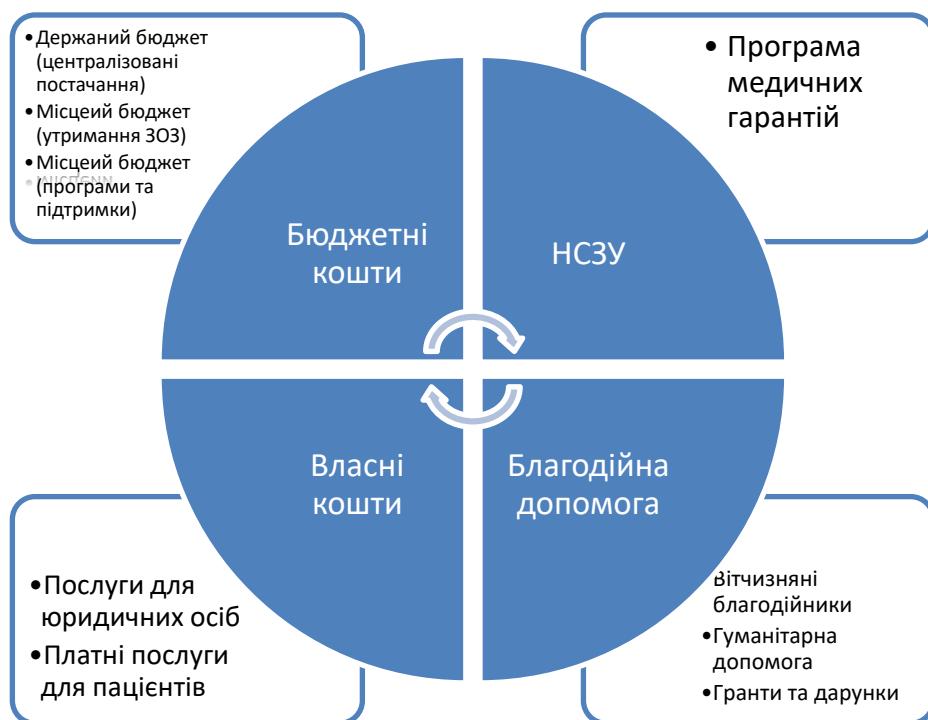 •Держаний бюджет
(централізовані
постачання)
•Місцеий бюджет
(утримання ЗОЗ)
•Місцеий бюджет
(програми та
підтримки)
• Програма
медичних
гарантій
Бюджетні
кошти
НСЗУ
Власні
кошти
Благодійна
допомога
•Послуги для
юридичних осіб
•Платні послуги
для пацієнтів
•Вітчизняні
благодійники
•Гуманітарна
допомога
•Гранти та дарунки